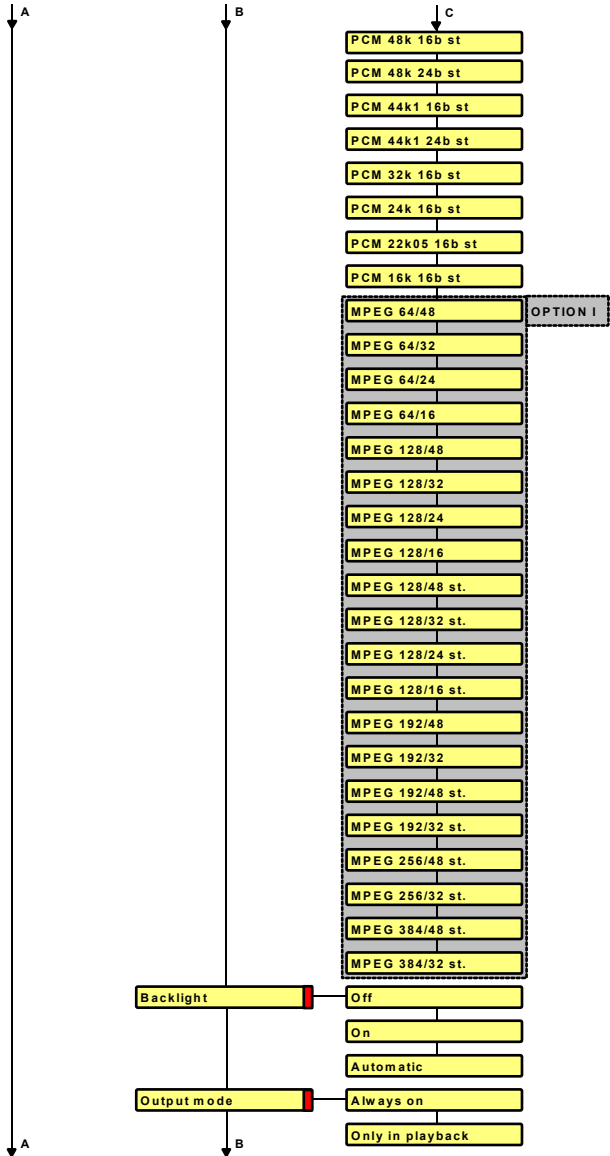 A B C
PCM 48k 16b st
PCM 48k 24b st
PCM 44k1 16b st
PCM 44k1 24b st
PCM 32k 16b st
PCM 24k 16b st
PCM 22k05 16b st
PCM 16k 16b st
MPEG 64/48 OPTION I
MPEG 64/32
MPEG 64/24
MPEG 64/16
MPEG 128/48
MPEG 128/32
MPEG 128/24
MPEG 128/16
MPEG 128/48 st.
MPEG 128/32 st.
MPEG 128/24 st.
MPEG 128/16 st.
MPEG 192/48
MPEG 192/32
MPEG 192/48 st.
MPEG 192/32 st.
MPEG 256/48 st.
MPEG 256/32 st.
MPEG 384/48 st.
MPEG 384/32 st.
Backlight Off
On
Automatic
Output mode Always on
Only in playback
A B